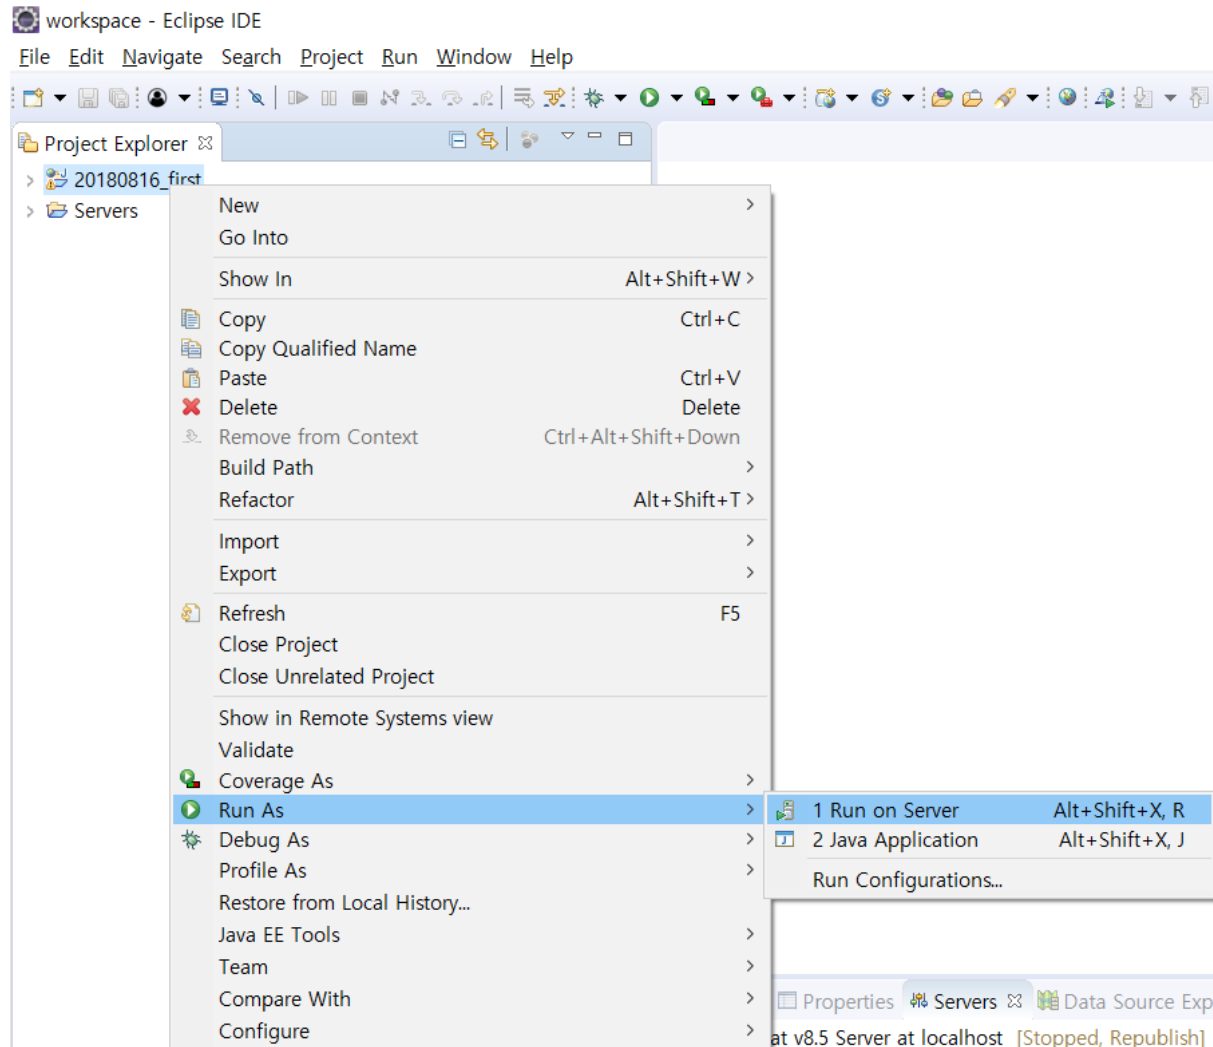 workspace - Eclipse IDE
File Edit Navigate Search Project Run Window Help
Project Explorer
20180816_first
Servers
New
Go Into
Show In Alt+Shift+W
Copy Ctrl+C
Copy Qualified Name
Paste Ctrl+V
Delete Delete
Remove from Context Ctrl+Alt+Shift+Down
Build Path
Refactor Alt+Shift+T
Import
Export
Refresh F5
Close Project
Close Unrelated Project
Show in Remote Systems view
Validate
Coverage As
Run As
1 Run on Server Alt+Shift+X, R
Debug As
2 Java Application Alt+Shift+X, J
Profile As
Run Configurations...
Restore from Local History...
Java EE Tools
Team
Compare With
Properties Servers Data Source Exp
Configure
at v8.5 Server at localhost [Stopped, Republish]